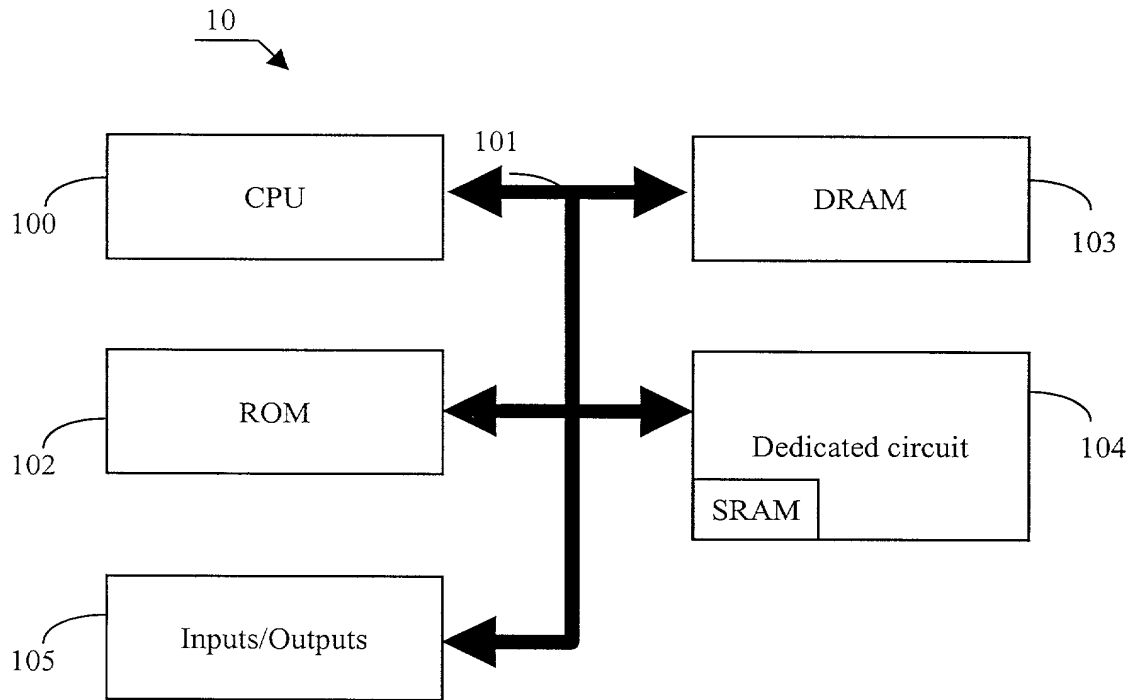 10
101
CPU
DRAM
100
103
ROM
Dedicated circuit
102
104
SRAM
Inputs/Outputs
105